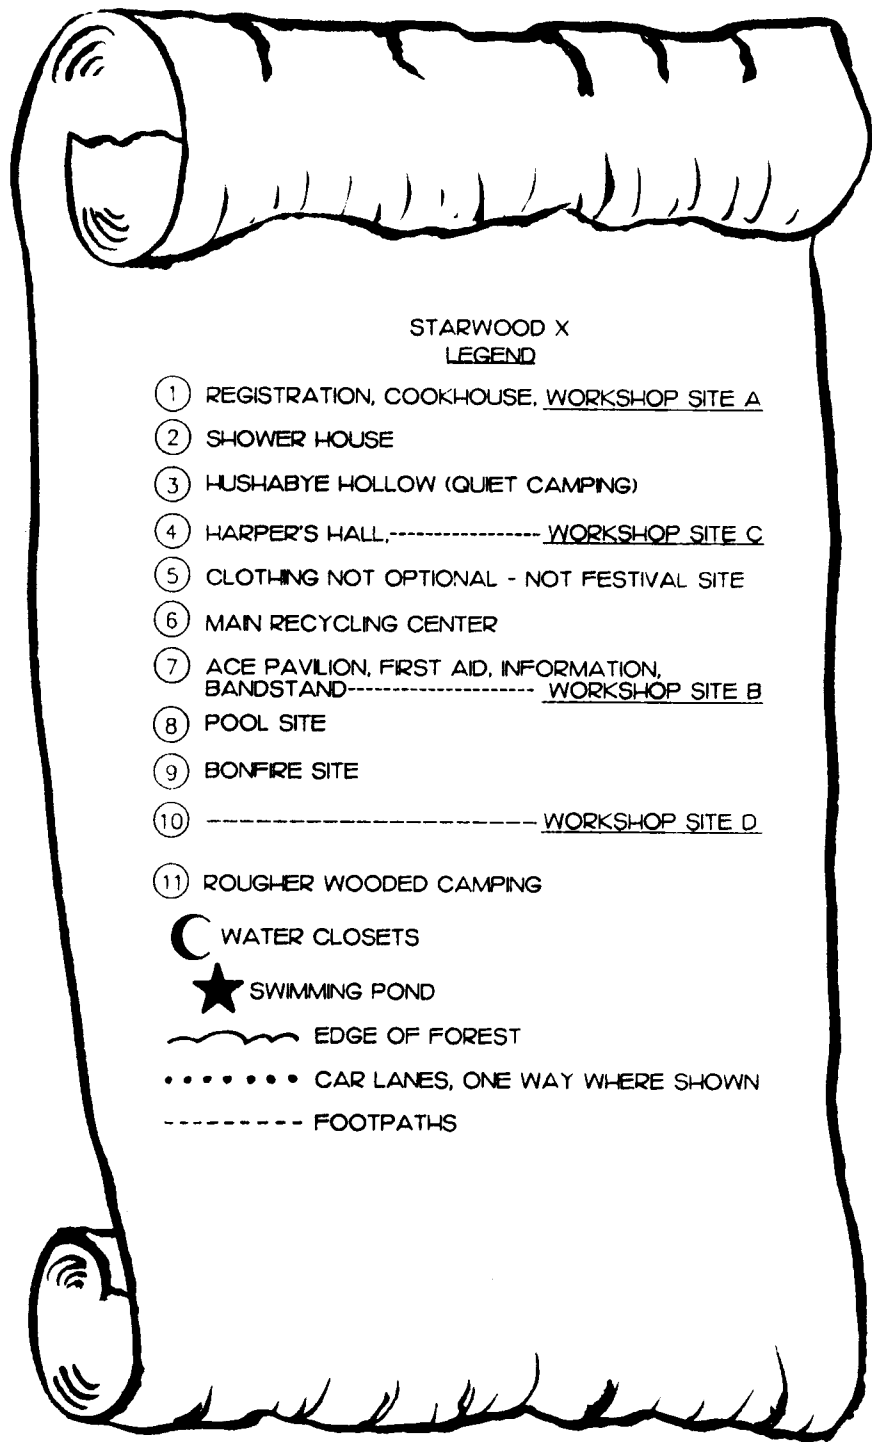 STARWOOD X
LEGEND
1 REGISTRATION, COOKHOUSE, WORKSHOP SITE A
2 SHOWER HOUSE
3 HUSHABYE HOLLOW (QUIET CAMPING)
4 HARPER'S HALL,---------------- WORKSHOP SITE C
5 CLOTHING NOT OPTIONAL - NOT FESTIVAL SITE
6 MAIN RECYCLING CENTER
7 ACE PAVILION, FIRST AID, INFORMATION,
BANDSTAND-------------------- WORKSHOP SITE B
8 POOL SITE
9 BONFIRE SITE
10 ----------------------- WORKSHOP SITE D
11 ROUGHER WOODED CAMPING
WATER CLOSETS
SWIMMING POND
EDGE OF FOREST
CAR LANES, ONE WAY WHERE SHOWN
FOOTPATHS